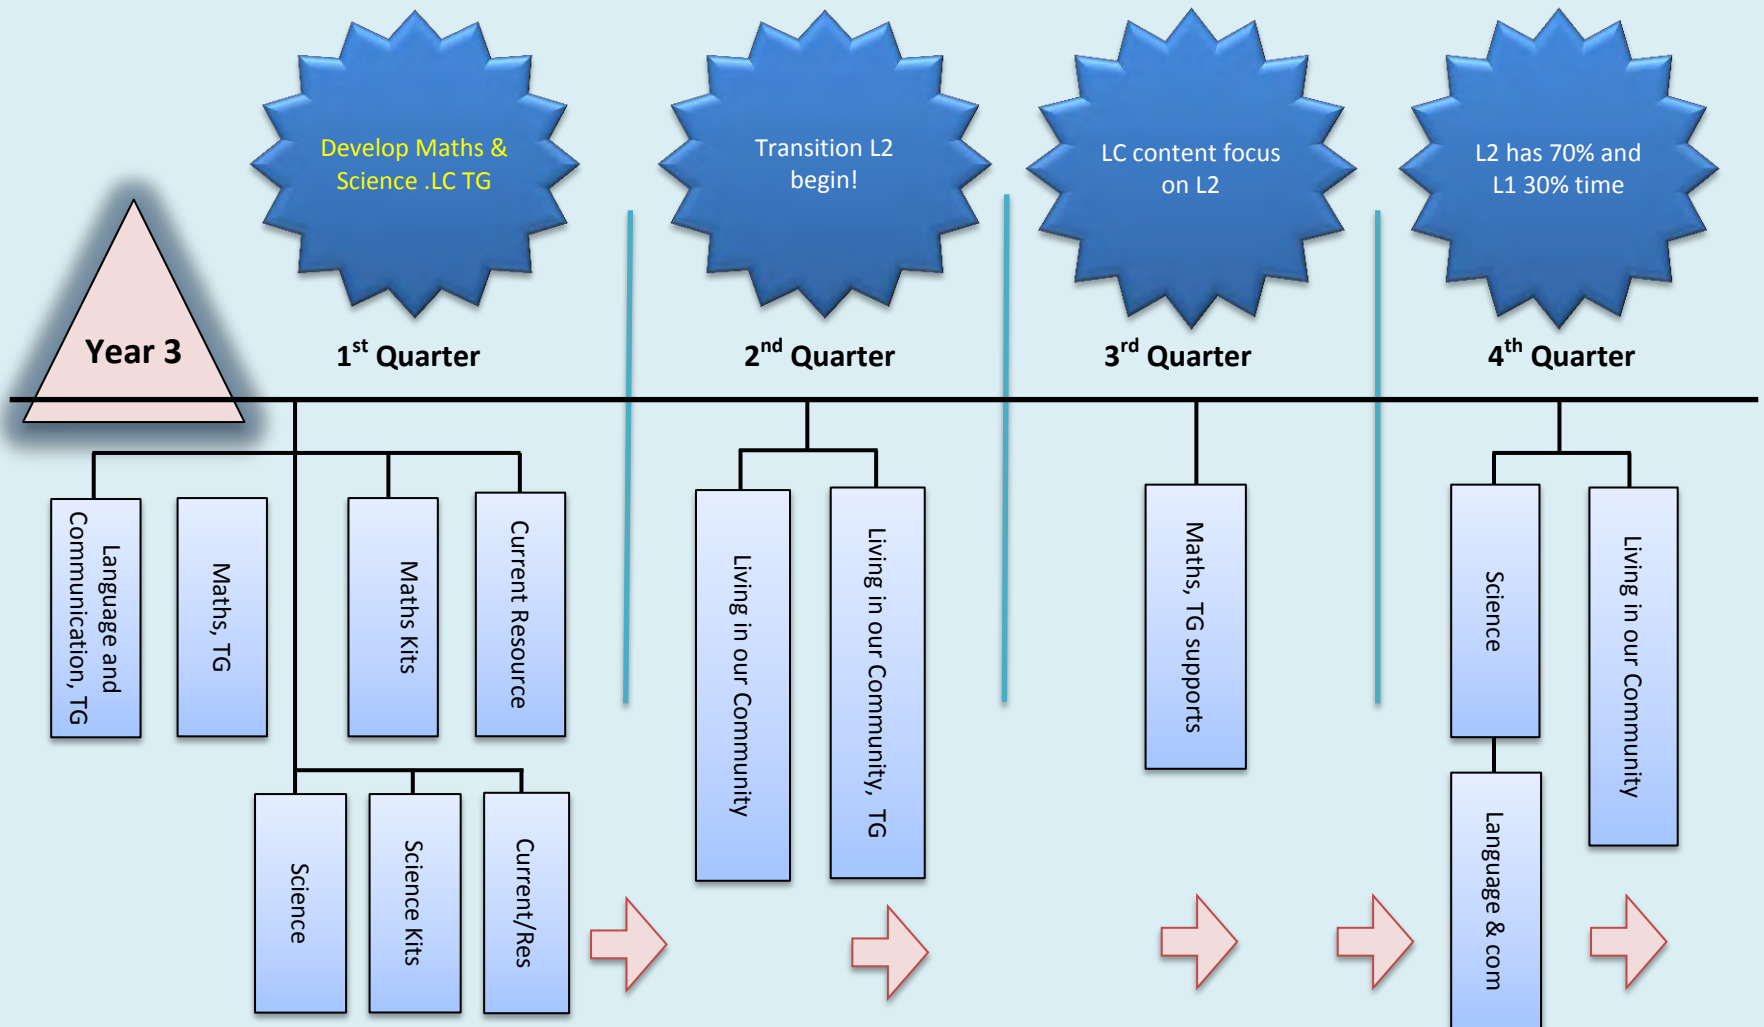 Develop Maths &
Science .LC TG
Transition L2
begin!
LC content focus
on L2
L2 has 70% and
L1 30% time
Year 3
1st Quarter
2nd Quarter
3rd Quarter
4th Quarter
Language and
Communication, TG
Maths, TG
Maths Kits
Current Resource
Living in our Community
Living in our Community, TG
Maths, TG supports
Science
Living in our Community
Science
Science Kits
Current/Res
Language & com